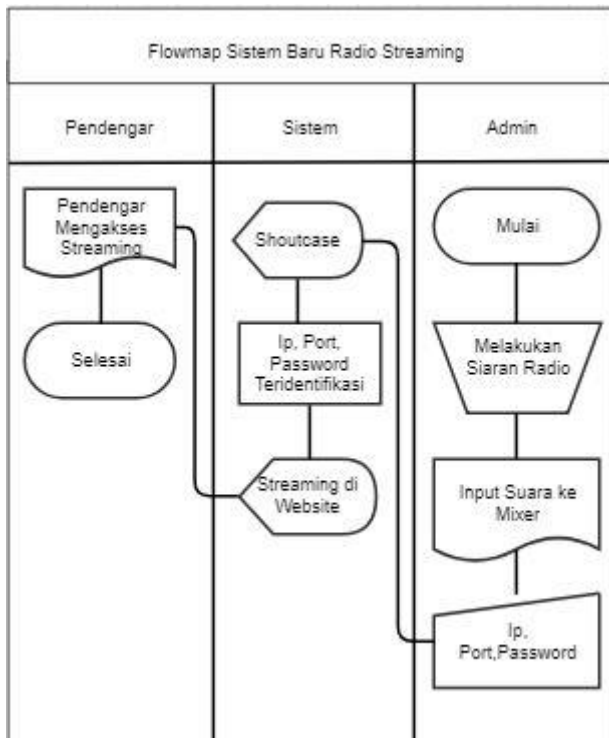 Flowmap Sistem Baru Radio Streaming
Pendengar
Sistem
Admin
Pendengar
Mengakses
Streaming
Selesai
Shoutcase
Ip, Port,
Password
Teridentifikasi
Streaming di
Website
Mulai
Melakukan
Siaran Radio
Input Suara ke
Mixer
Ip,
Port,Password